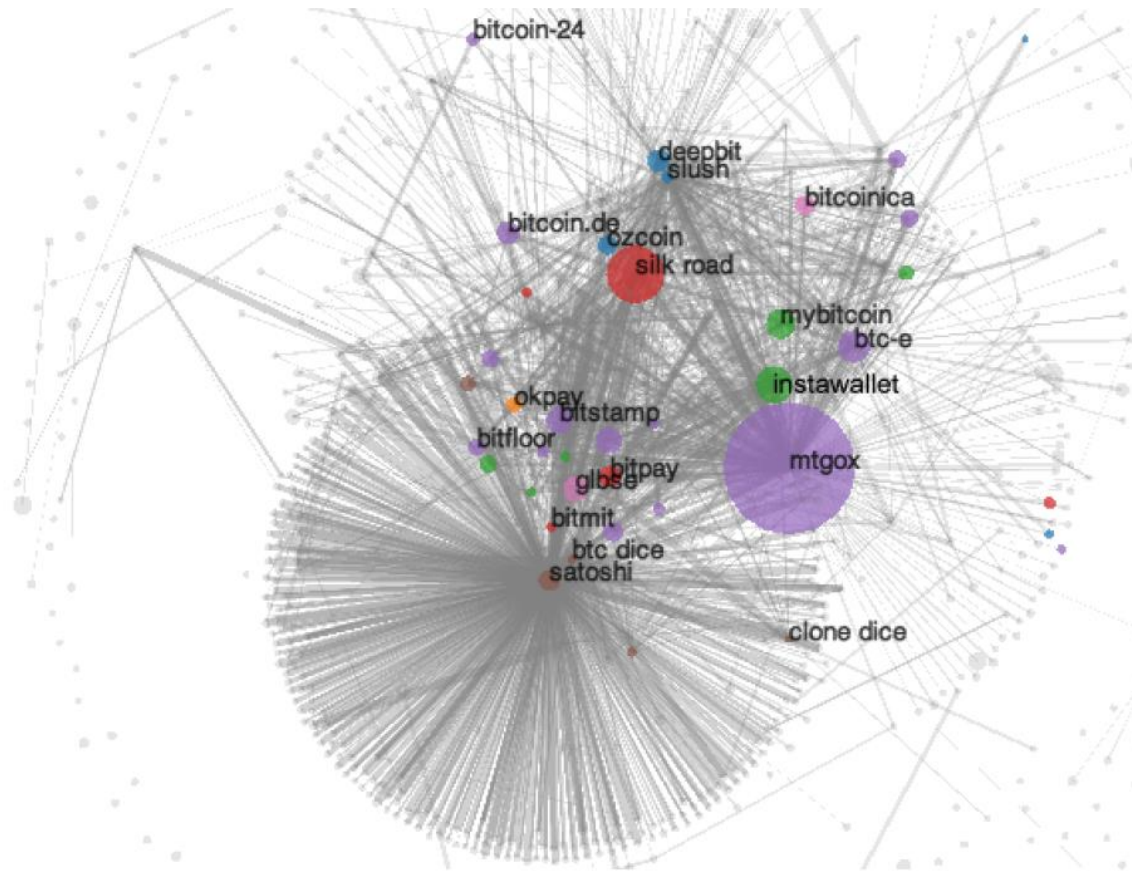 bitcoin-24
deepbit
slush
bitcoinica
bitcoin.de
ozcoin
silk road
mybitcoin
btc-e
instawallet
okpay
bitstamp
bitfloor
mtgox
bitpay
glbse
bitmit
btc dice
satoshi
clone dice